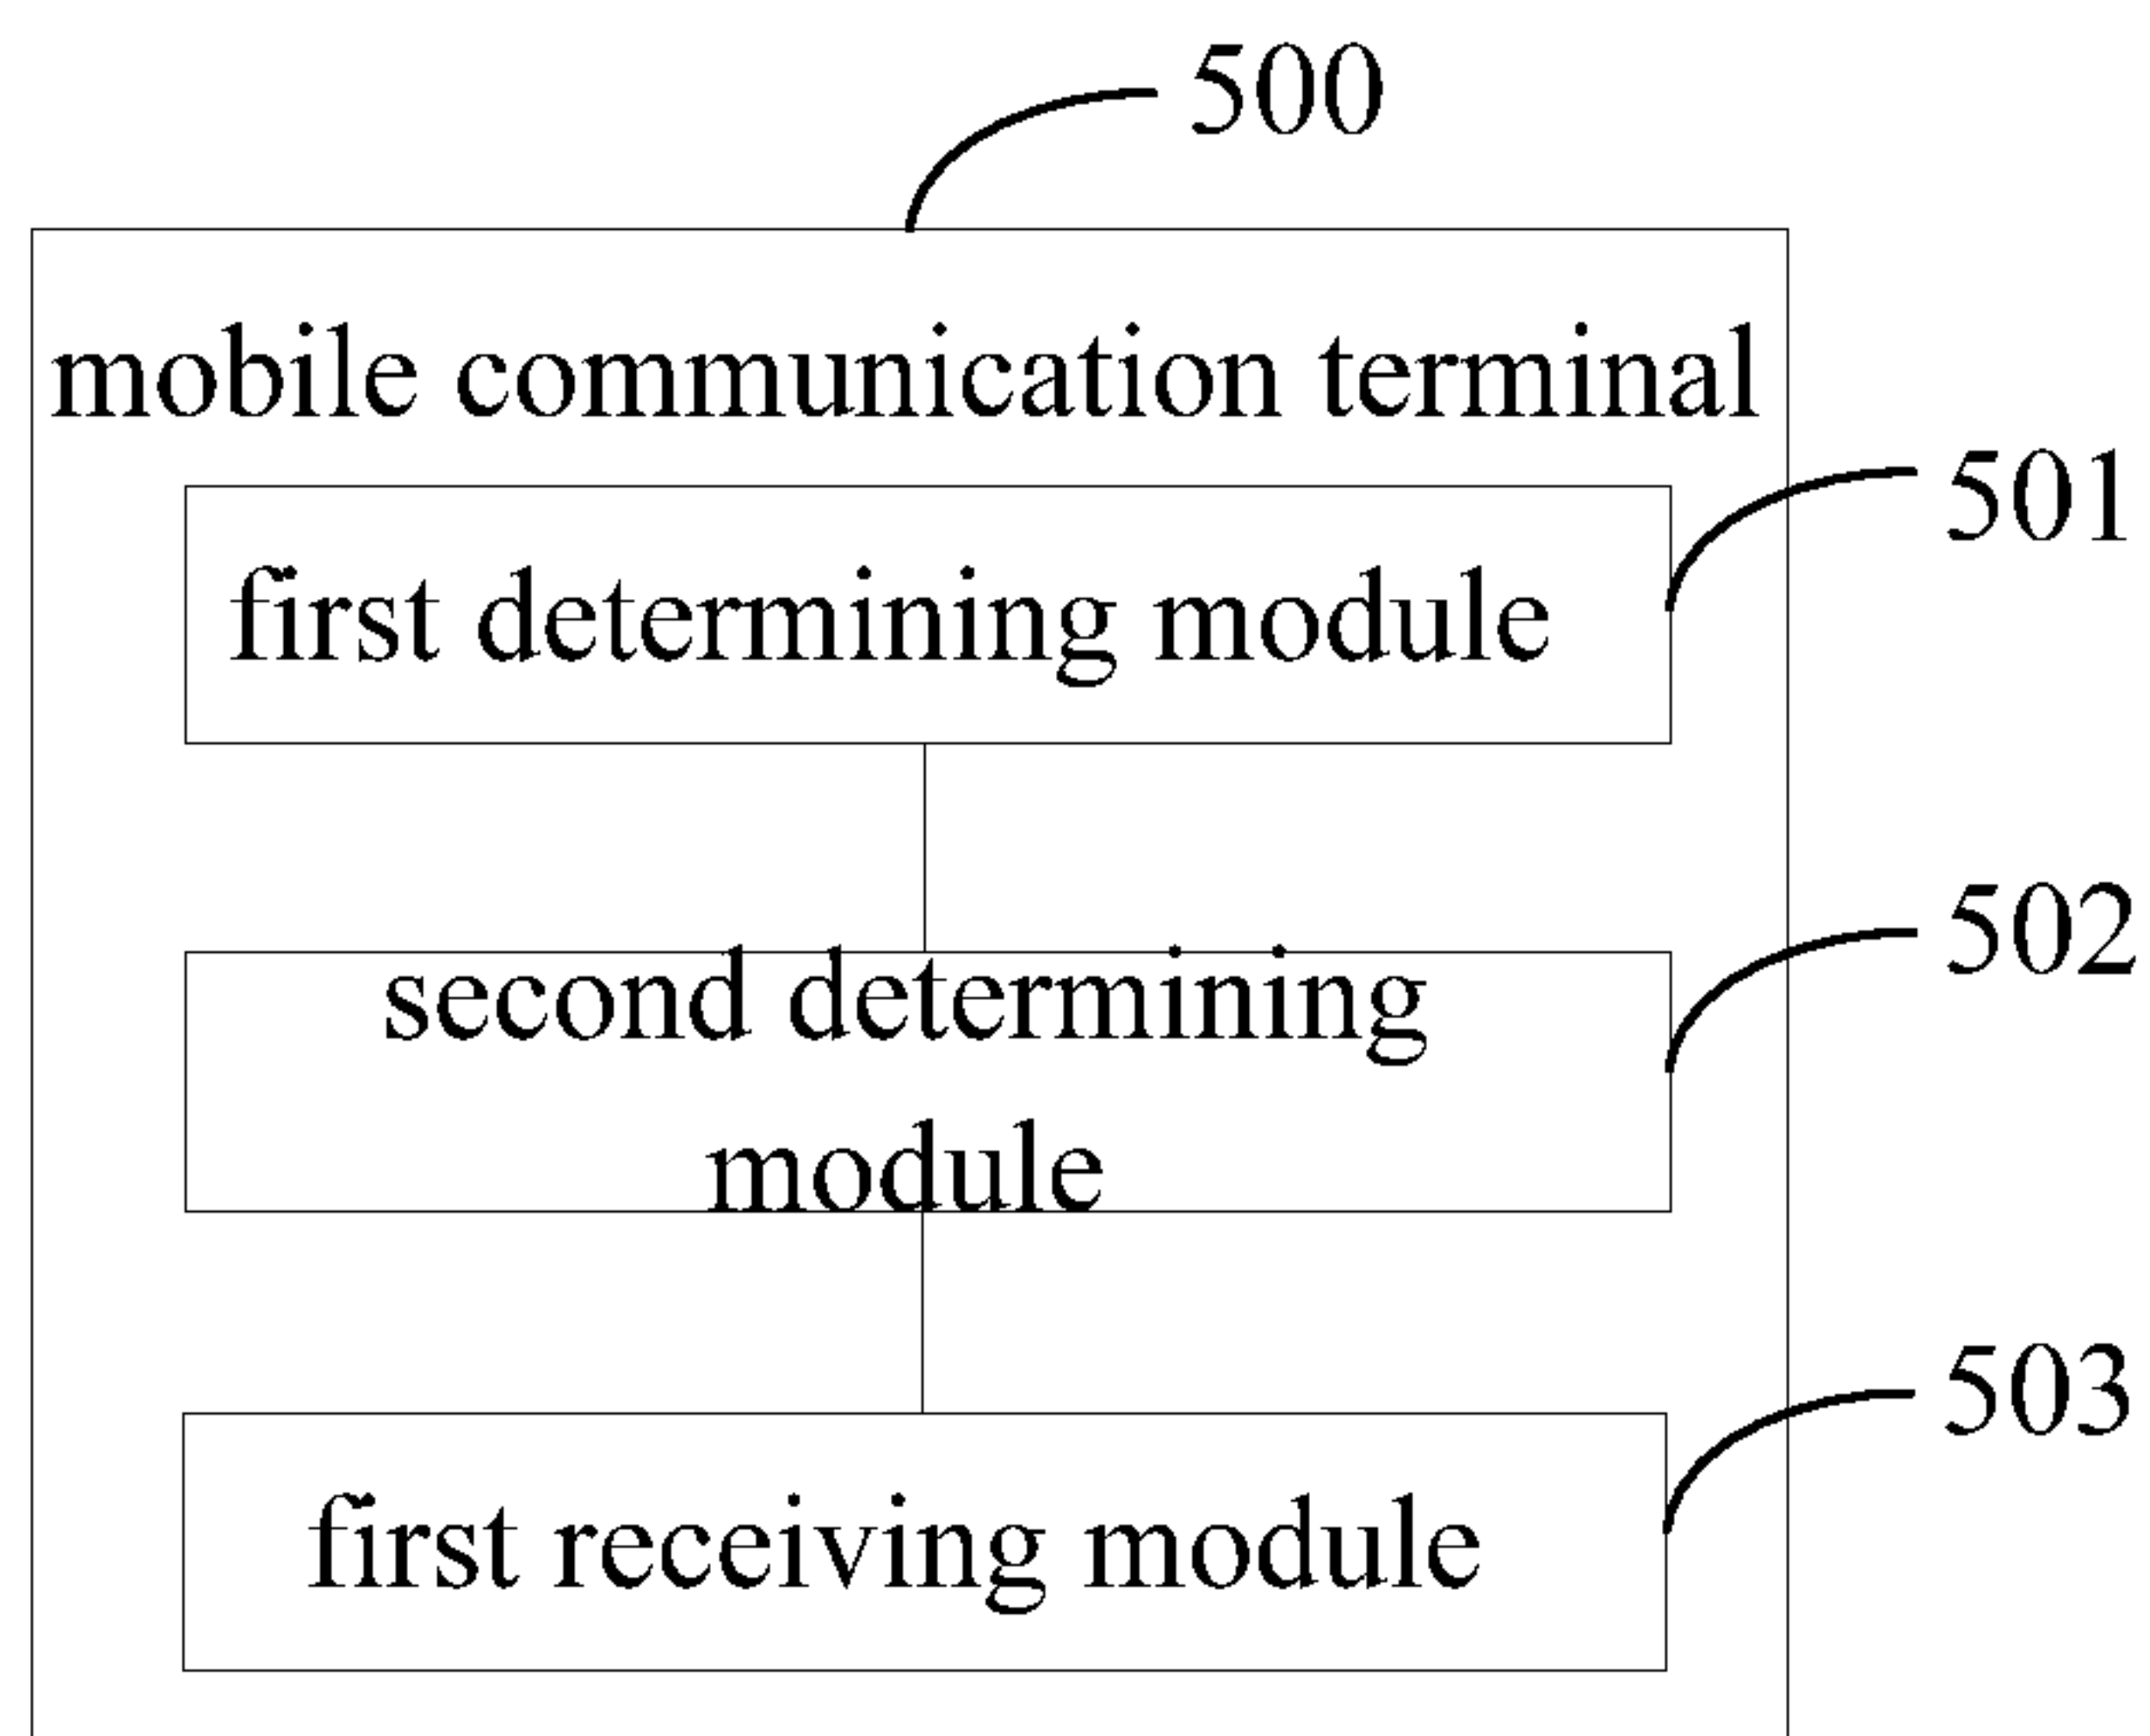 500
mobile communication terminal
501
first determining module
502
second determining
module
503
first receiving module